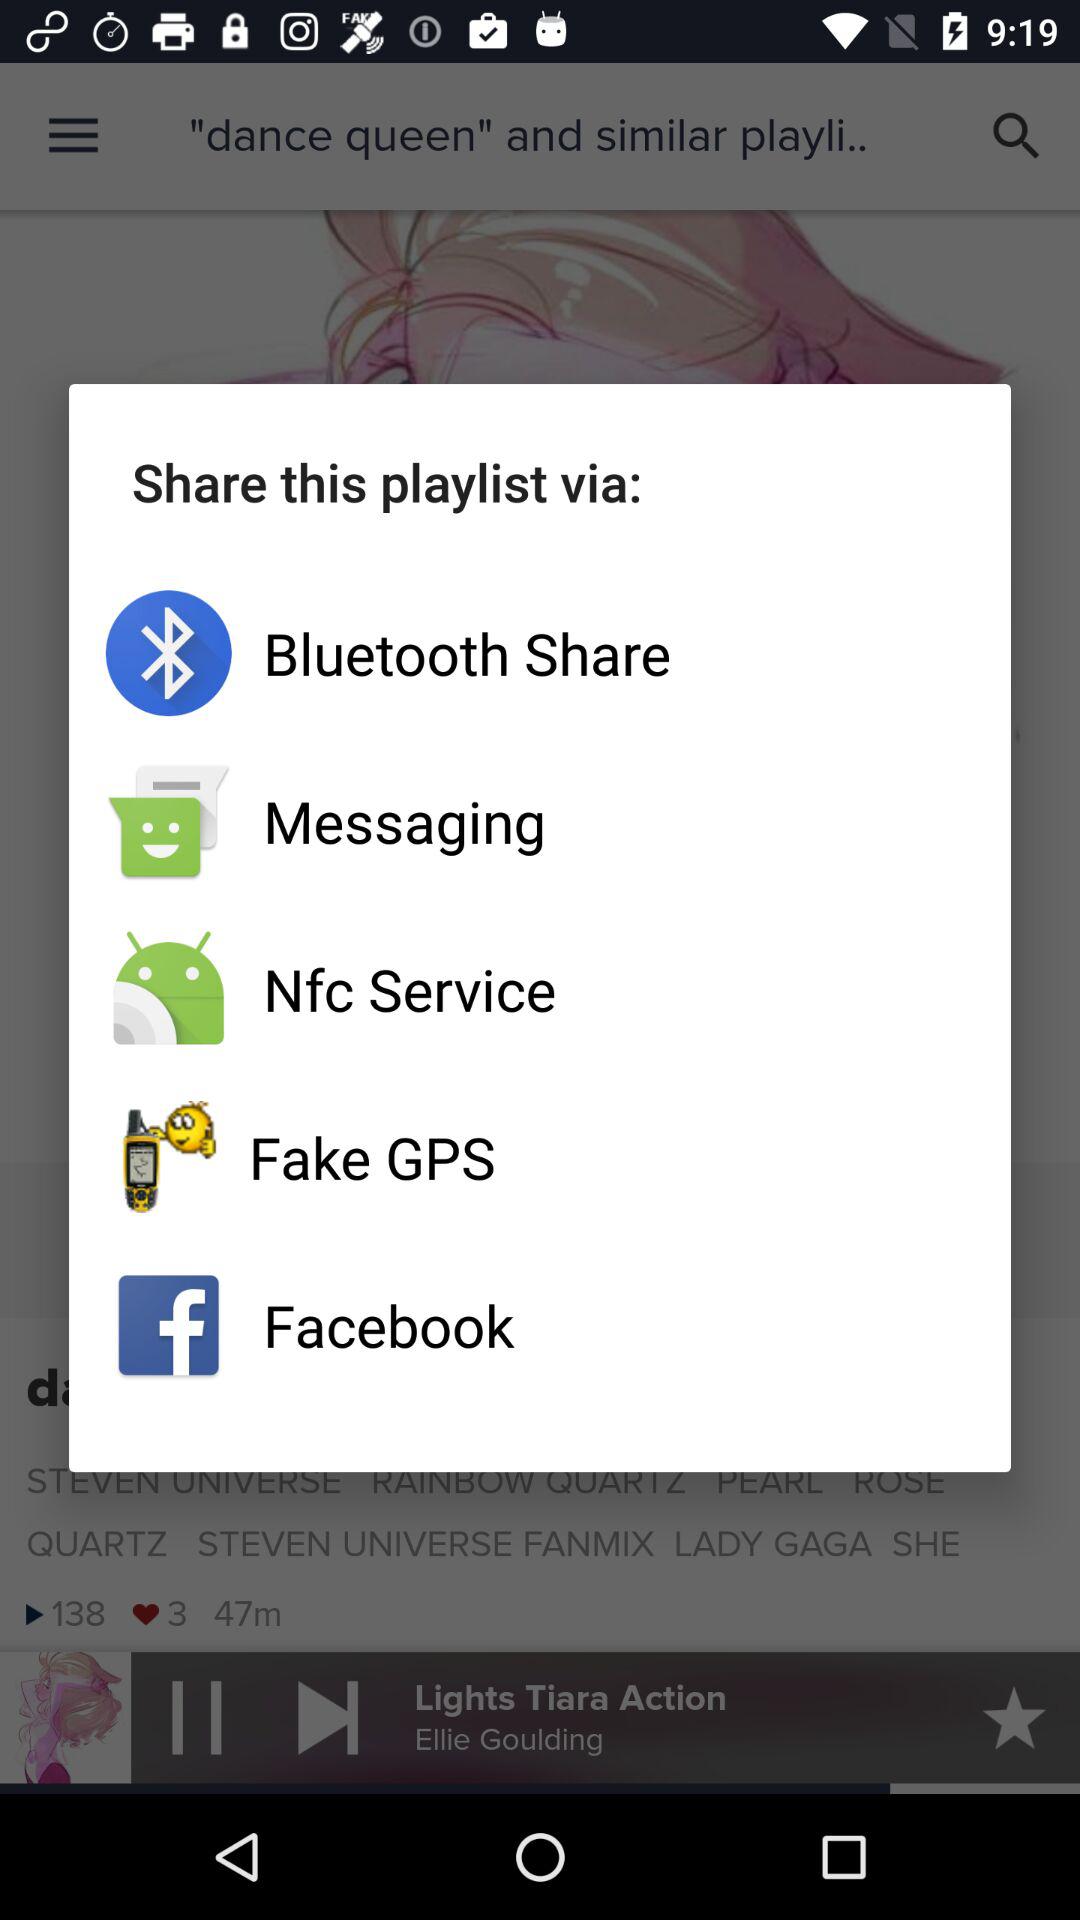 FAKE
9:19
"dance queen" and similar playli..
Share this playlist via:
Bluetooth Share
Messaging
Nfc Service
Fake GPS
Facebook
da
STEVEN UNIVERSE RAINBOW QUARTZ PEARL ROSE
QUARTZ STEVEN UNIVERSE FANMIX LADY GAGA SHE
138 3 47m
Lights Tiara Action
Ellie Goulding